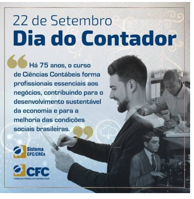 22 de Setembro
Dia do Contador
Há 75 anos, o curso
de Ciências Contábeis forma
profissionais essenciais aos
negócios, contribuindo para o
desenvolvimento sustentável
da economia e para a
melhoria das condições
sociais brasileiras.
Sistema
CFC/CRCs
CFC